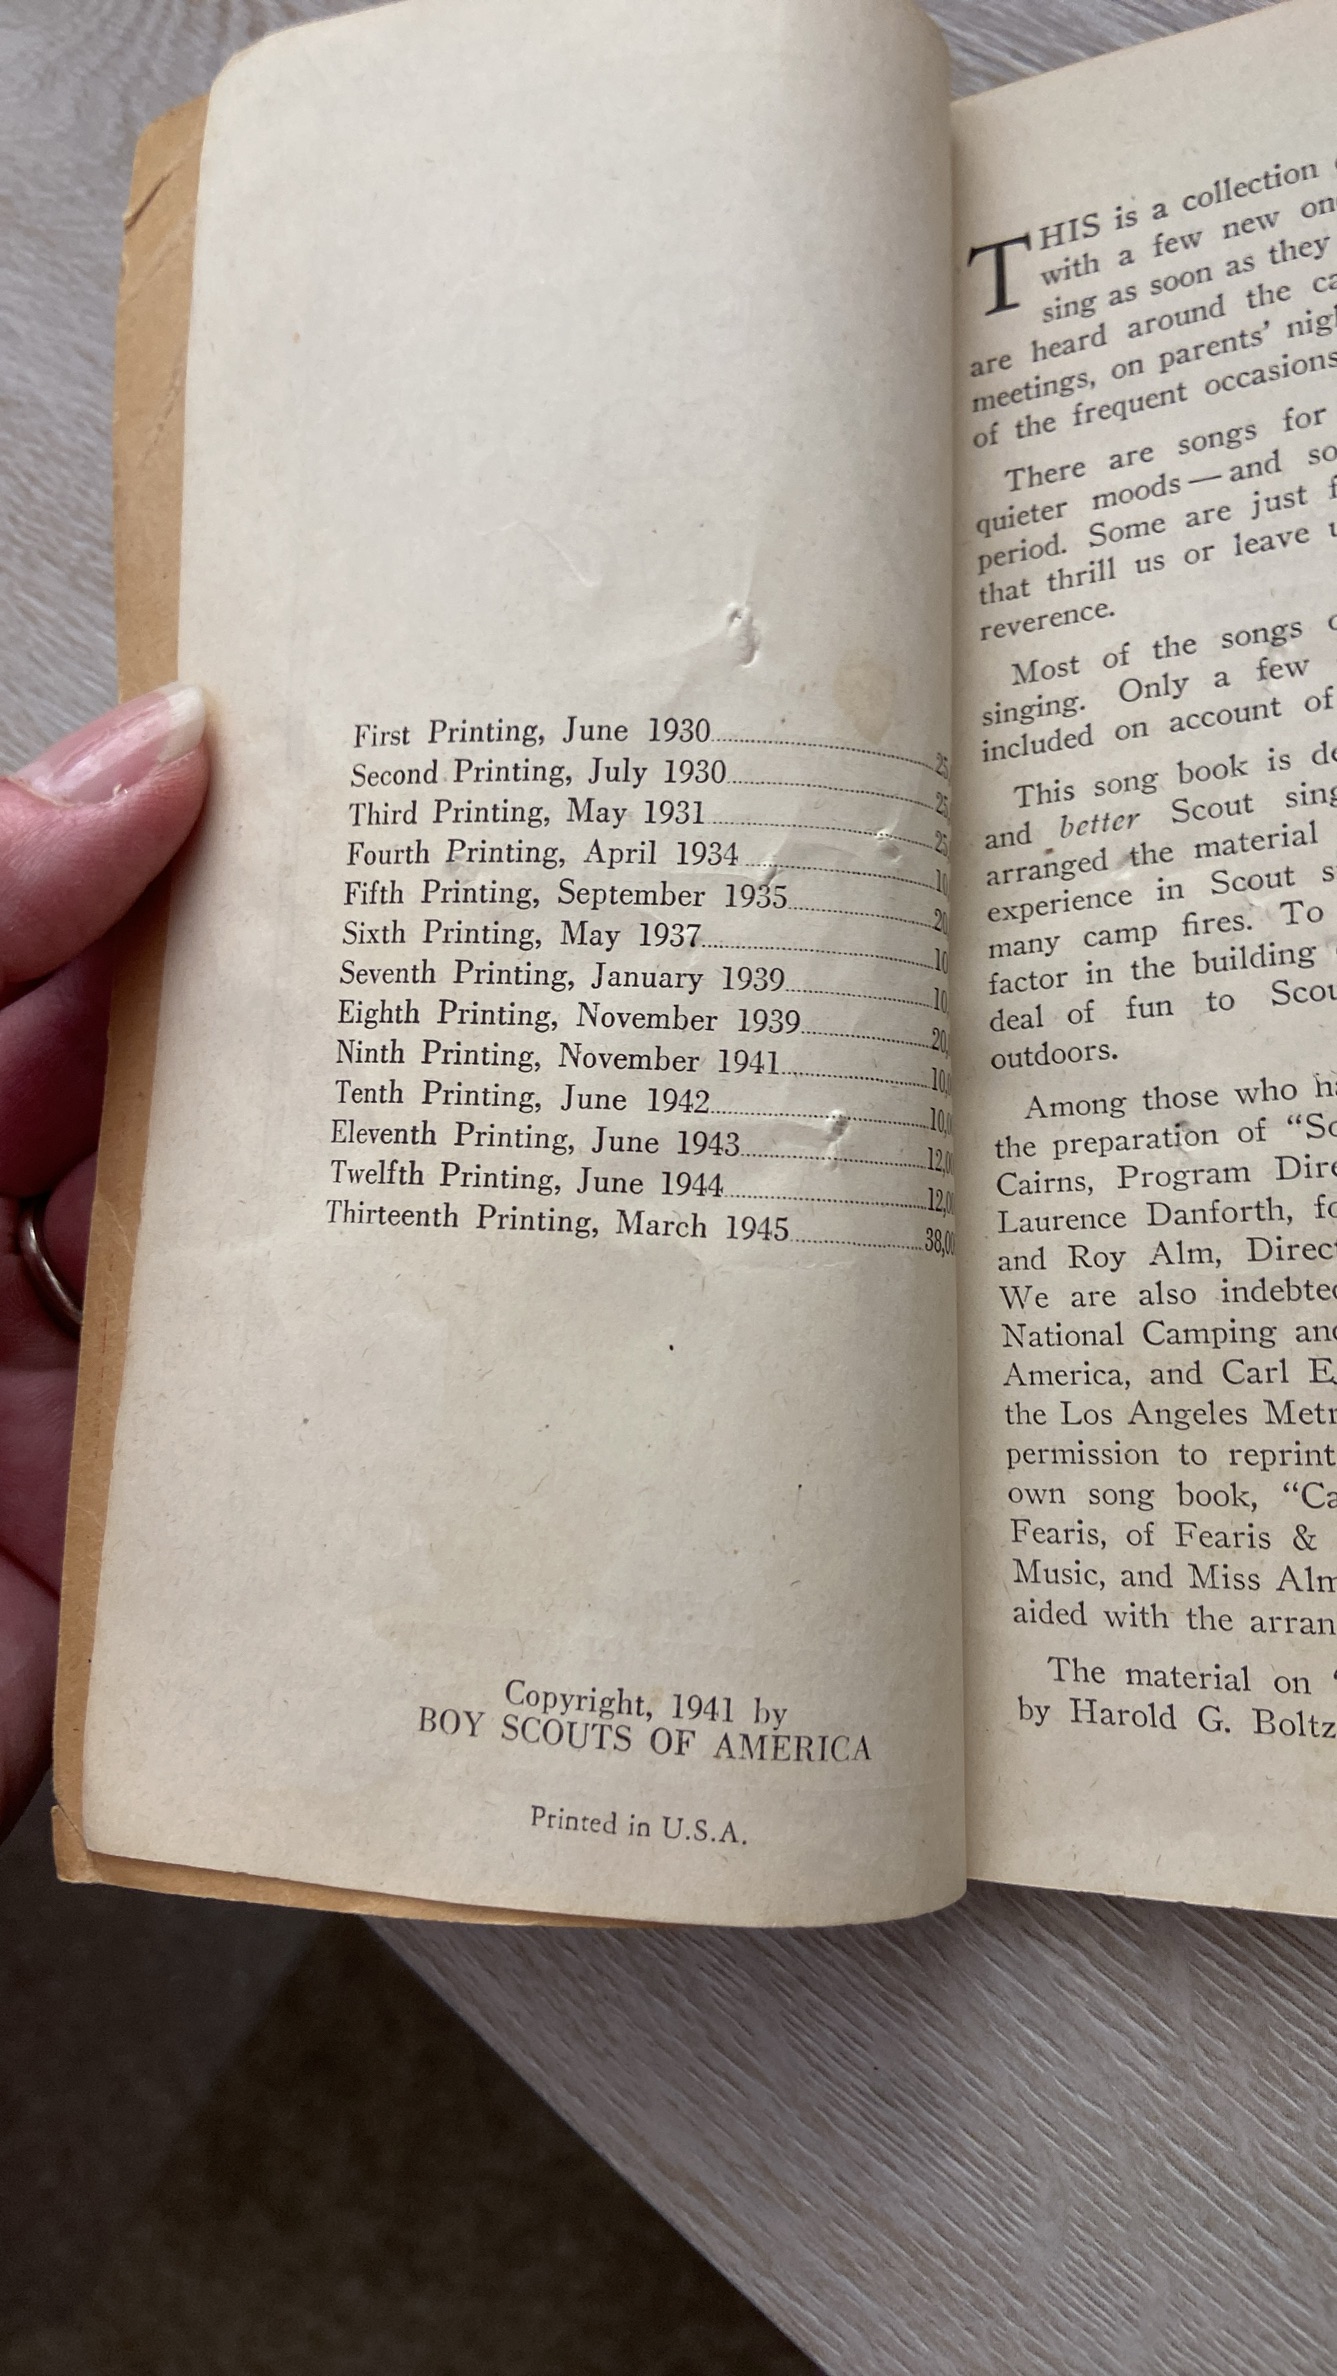 First Printing, June 1930
Second Printing, July 1930
Third Printing, May 1931
Fourth Printing, April 1934
Fifth Printing, September 1935
Sixth Printing, May 1937
Seventh Printing, January 1939
Eighth Printing, November 1939
Ninth Printing, November 1941
Tenth Printing, June 1942
Eleventh Printing, June 1943
Twelfth Printing, June 1944
Thirteenth Printing, March 1945
Copyright, 1941 by
BOY SCOUTS OF AMERICA
Printed in U.S.A.
THIS is a collection
with a few new
sing as soon as they
are heard around the
meetings, on parents'
of the frequent occasions
There are songs for
quieter moods—and
period. Some are just
that thrill us or leave
reverence.
Most of the songs
singing. Only a few
included on account of
This song book is
and better Scout
arranged the material
experience in Scout
many camp fires. To
factor in the building
deal of fun to
outdoors.
Among those who
the preparation of
Cairns, Program
Laurence Danforth,
and Roy Alm,
We are also
National Camping
America, and Carl E.
the Los Angeles
permission to reprint
own song book,
Fearis, of Fearis &
Music, and Miss
aided with the
The material on
by Harold G.